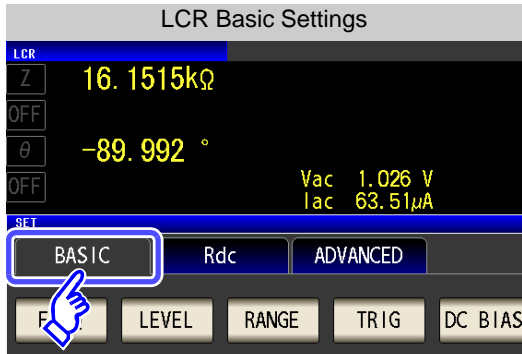 LCR Basic Settings
LCR
Z 16.1515kΩ
OFF
θ -89.992 °
OFF
Vac 1.026 V
Iac 63.51μA
SET
BASIC Rdc ADVANCED
LEVEL RANGE TRIG DC BIAS